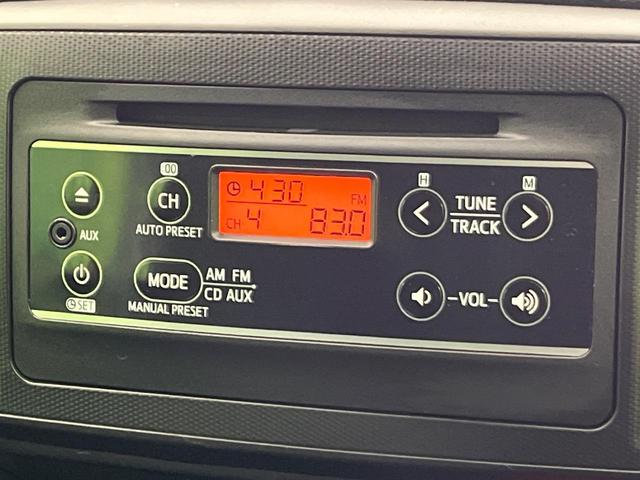 :00
H
M
CH
AUTO PRESET
4:30
FM
CH 4 83.0
TUNE
TRACK
AUX
MODE
AM FM
CD AUX
MANUAL PRESET
SET
-VOL-